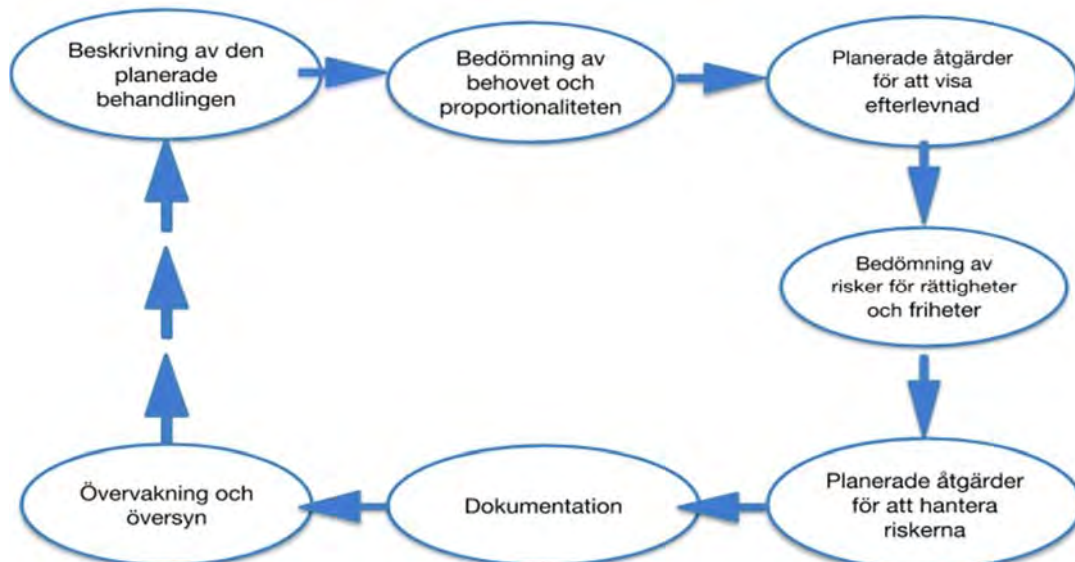 Beskrivning av den
planerade
behandlingen
Bedömning av
behovet och
proportionaliteten
Planerade åtgärder
för att visa
efterlevnad
Bedömning av
risker för rättigheter
och friheter
Planerade åtgärder
för att hantera
riskerna
Dokumentation
Övervakning och
översyn